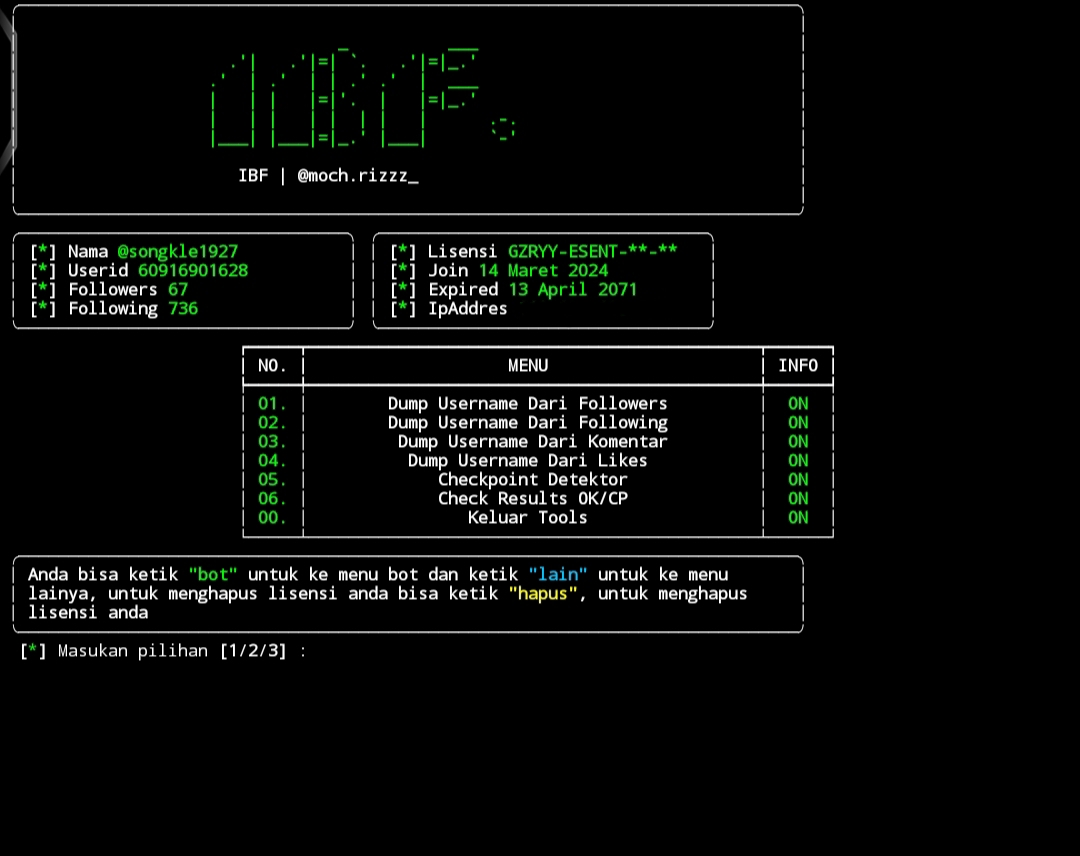 IBF | @moch.rizzz_
[*] Nama @songkle1927
[*] Userid 60916901628
[*] Followers 67
[*] Following 736
[*] Lisensi GZRYY-ESENT-**-**
[*] Join 14 Maret 2024
[*] Expired 13 April 2071
[*] IpAddres
NO. MENU INFO
01. Dump Username Dari Followers ON
02. Dump Username Dari Following ON
03. Dump Username Dari Komentar ON
04. Dump Username Dari Likes ON
05. Checkpoint Detektor ON
06. Check Results OK/CP ON
00. Keluar Tools ON
Anda bisa ketik "bot" untuk ke menu bot dan ketik "lain" untuk ke menu
lainya, untuk menghapus lisensi anda bisa ketik "hapus", untuk menghapus
lisensi anda
[*] Masukan pilihan [1/2/3] :